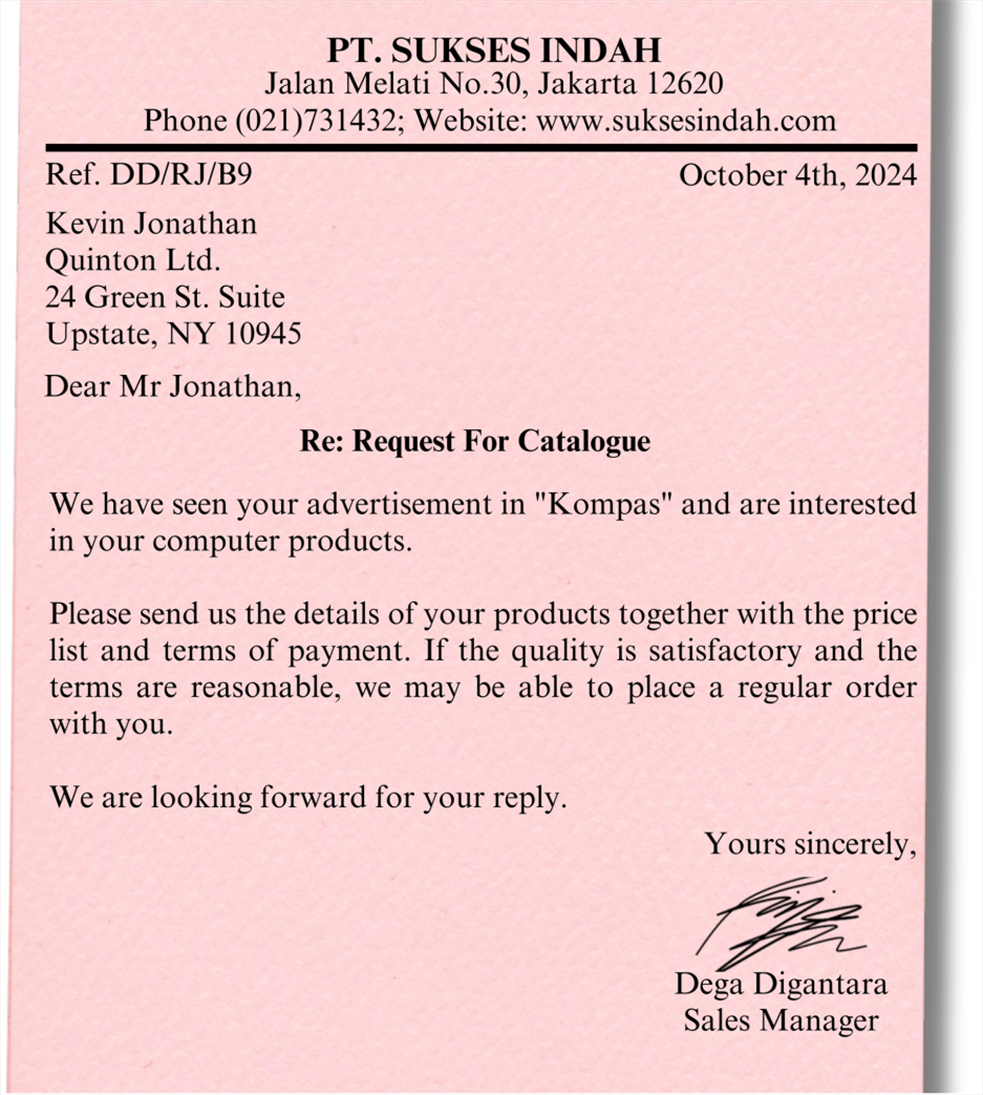 PT. SUKSES INDAH
Jalan Melati No.30, Jakarta 12620
Phone (021)731432; Website: www.suksesindah.com
Ref. DD/RJ/B9 October 4th, 2024
Kevin Jonathan
Quinton Ltd.
24 Green St. Suite
Upstate, NY 10945
Dear Mr Jonathan,
Re: Request For Catalogue
We have seen your advertisement in "Kompas" and are interested
in your computer products.
Please send us the details of your products together with the price
list and terms of payment. If the quality is satisfactory and the
terms are reasonable, we may be able to place a regular order
with you.
We are looking forward for your reply.
Yours sincerely,
Dega Digantara
Sales Manager